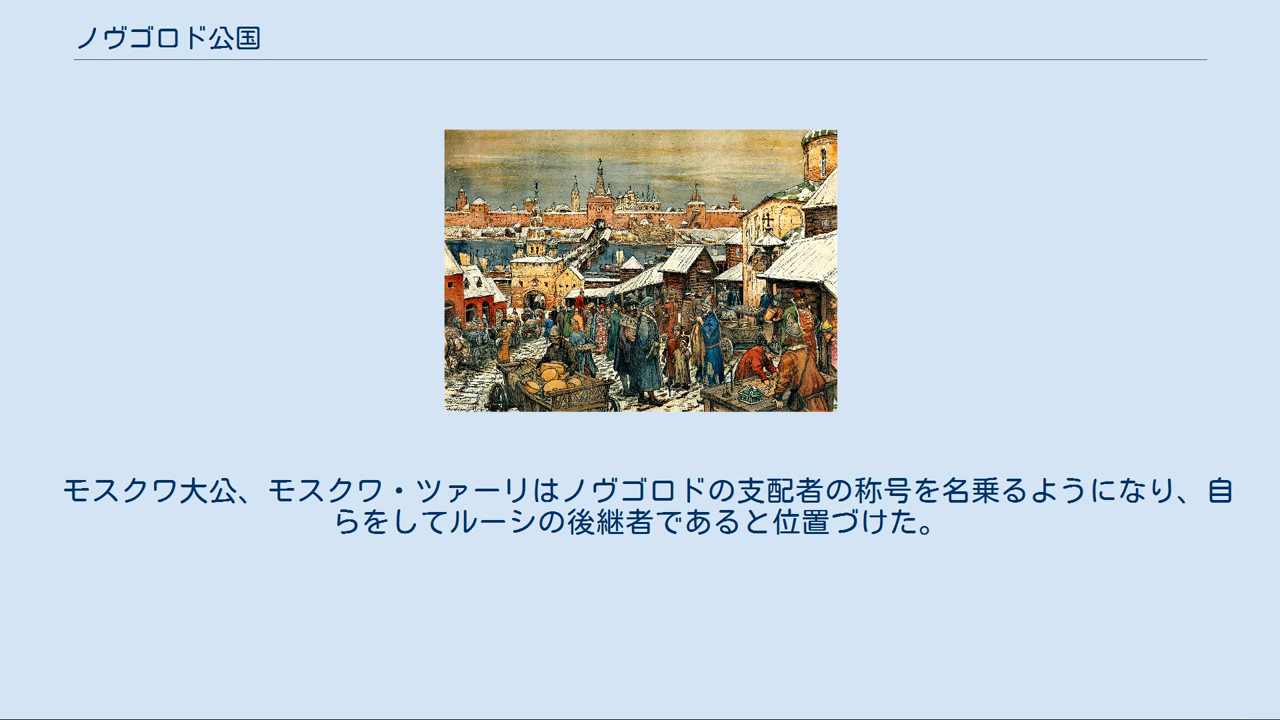 ノヴゴロド公国
モスクワ大公、モスクワ・ツァーリはノヴゴロドの支配者の称号を名乗るようになり、自
らをしてルーシの後継者であると位置づけた。